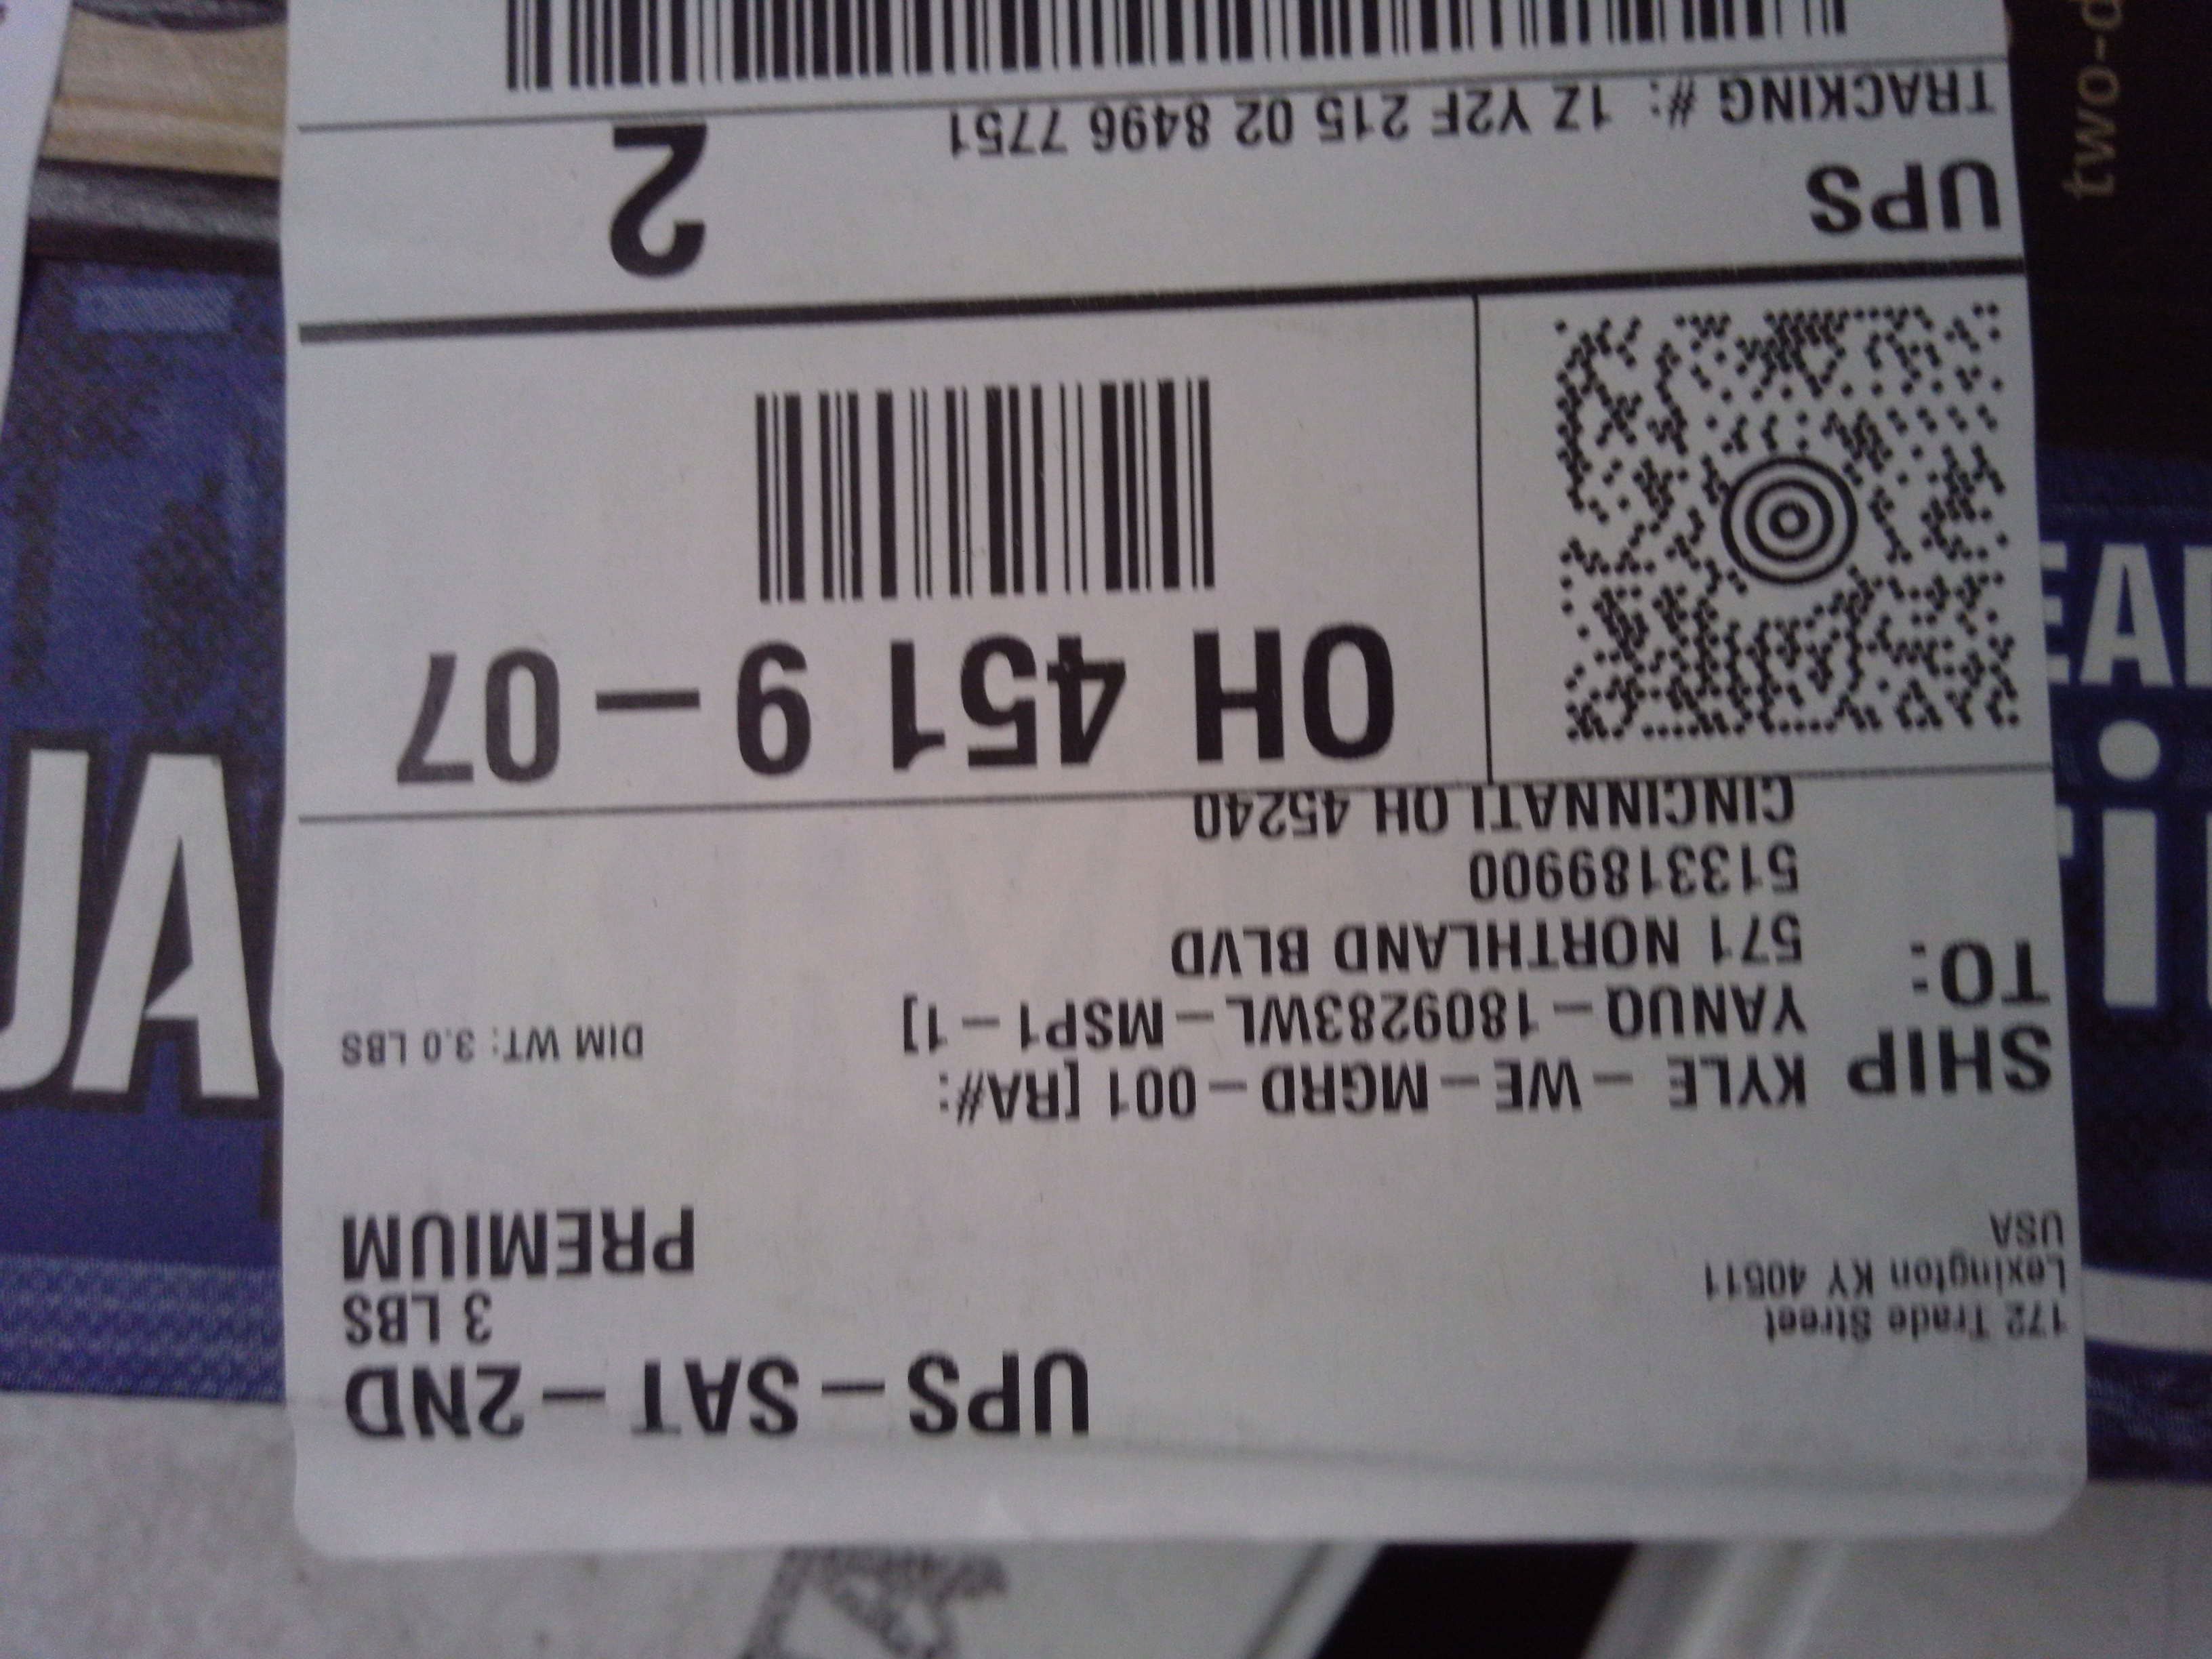 UPS - SAT - 2ND
3 LBS
PREMIUM
172 Trade Street
Lexington KY 40511
USA
SHIP
TO:
KYLE - WE - MGRD - 001 [RA#:
YANUQ - 1809283WL - MSP1 - 1]
571 NORTHLAND BLVD
5133189900
CINCINNATI OH 45240
DIM WT: 3.0 LBS
OH 451 9 - 07
UPS
TRACKING #: 1Z Y2F 215 02 8496 7751
2
two-d